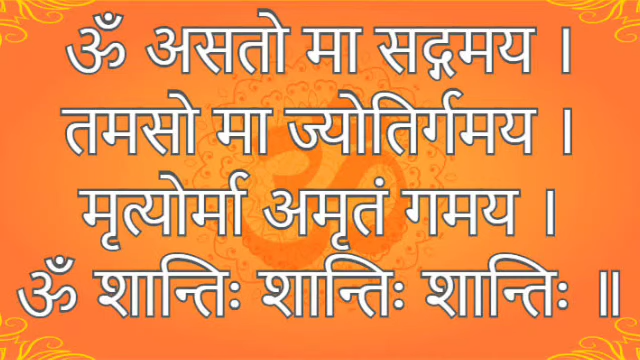 ॐ असतो मा सद्गमय ।
तमसो मा ज्योतिर्गमय ।
मृत्योर्मा अमृतं गमय ।
ॐ शान्तिः शान्तिः शान्तिः ॥